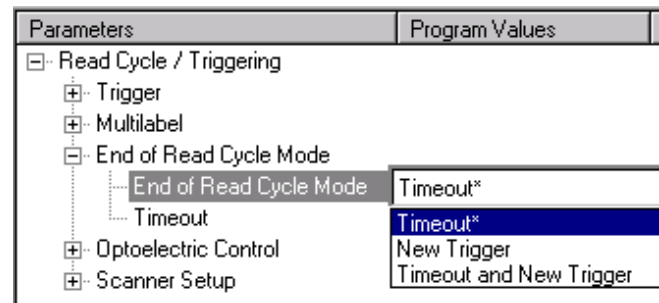 Parameters Program Values
Read Cycle / Triggering
Trigger
Multilabel
End of Read Cycle Mode
End of Read Cycle Mode Timeout*
Timeout Timeout*
Optoelectric Control New Trigger
Scanner Setup Timeout and New Trigger